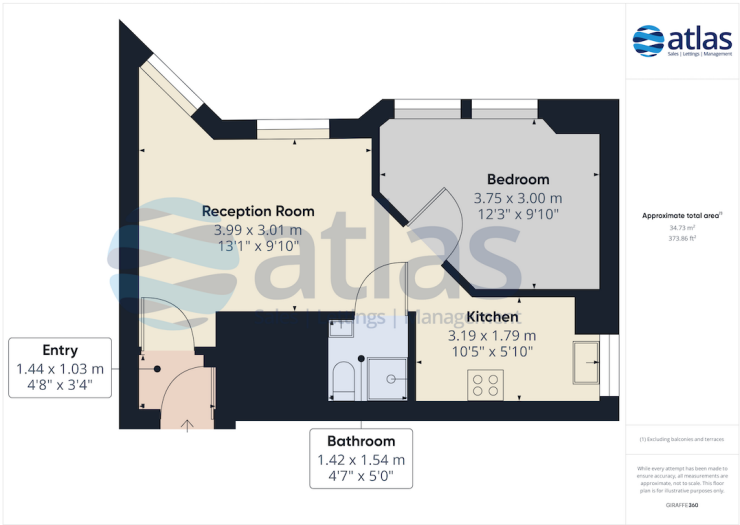 atlas
Sales | Lettings | Management
Bedroom
3.75 x 3.00 m
12'3" x 9'10"
Reception Room
3.99 x 3.01 m
13'1" x 9'10"
atlas
Sales | Lettings | Management
Kitchen
3.19 x 1.79 m
10'5" x 5'10"
Entry
1.44 x 1.03 m
4'8" x 3'4"
Bathroom
1.42 x 1.54 m
4'7" x 5'0"
Approximate total area(1)
34.73 m²
373.86 ft²
(1) Excluding balconies and terraces
While every attempt has been made to
ensure accuracy, all measurements are
approximate, not to scale. This floor
plan is for illustrative purposes only.
GIRAFFE360